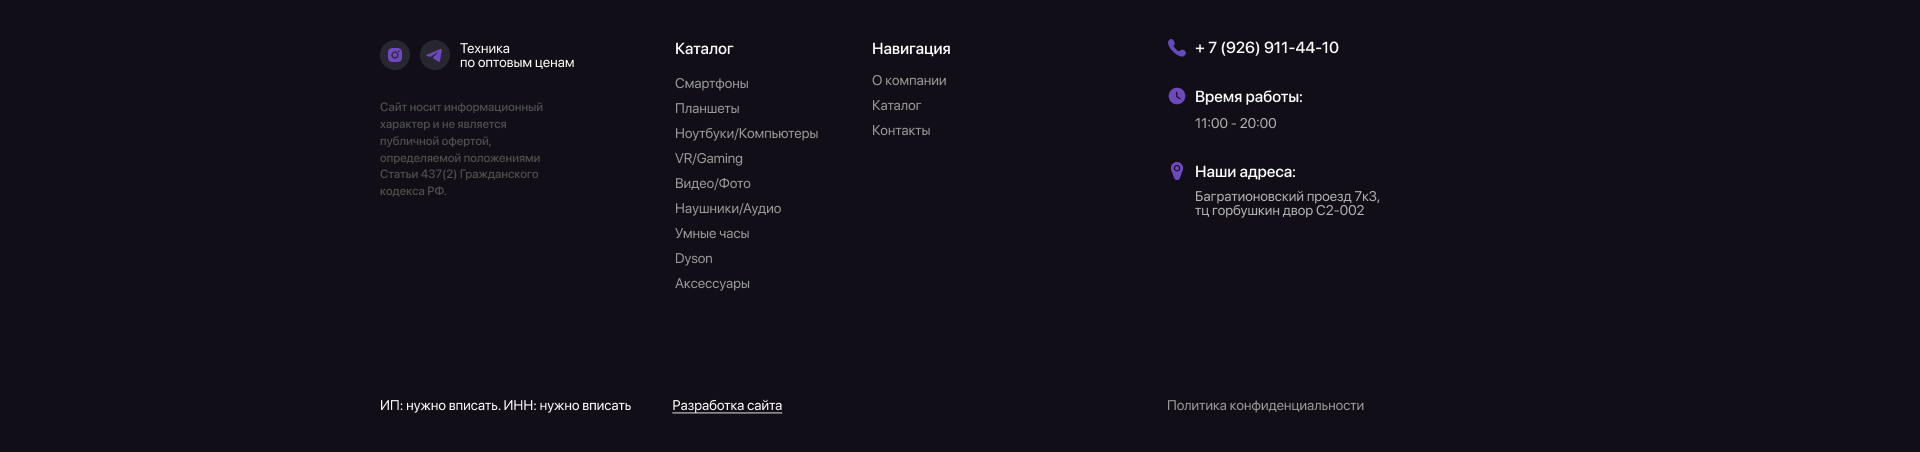 Техника
по оптовым ценам
Сайт носит информационный
характер и не является
публичной офертой,
определяемой положениями
Статьи 437(2) Гражданского
кодекса РФ.
Каталог
Смартфоны
Планшеты
Ноутбуки/Компьютеры
VR/Gaming
Видео/Фото
Наушники/Аудио
Умные часы
Dyson
Аксессуары
Навигация
О компании
Каталог
Контакты
+ 7 (926) 911-44-10
Время работы:
11:00 - 20:00
Наши адреса:
Багратионовский проезд 7к3,
тц горбушкин двор С2-002
ИП: нужно вписать. ИНН: нужно вписать
Разработка сайта
Политика конфиденциальности